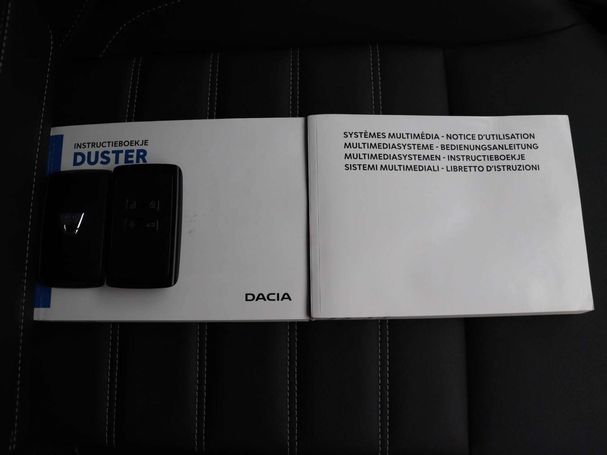 INSTRUCTIEBOEKJE
DUSTER
DACIA
SYSTÈMES MULTIMÉDIA - NOTICE D'UTILISATION
MULTIMEDIASYSTEME - BEDIENUNGSANLEITUNG
MULTIMEDIASYSTEMEN - INSTRUCTIEBOEKJE
SISTEMI MULTIMEDIALI - LIBRETTO D'ISTRUZIONI